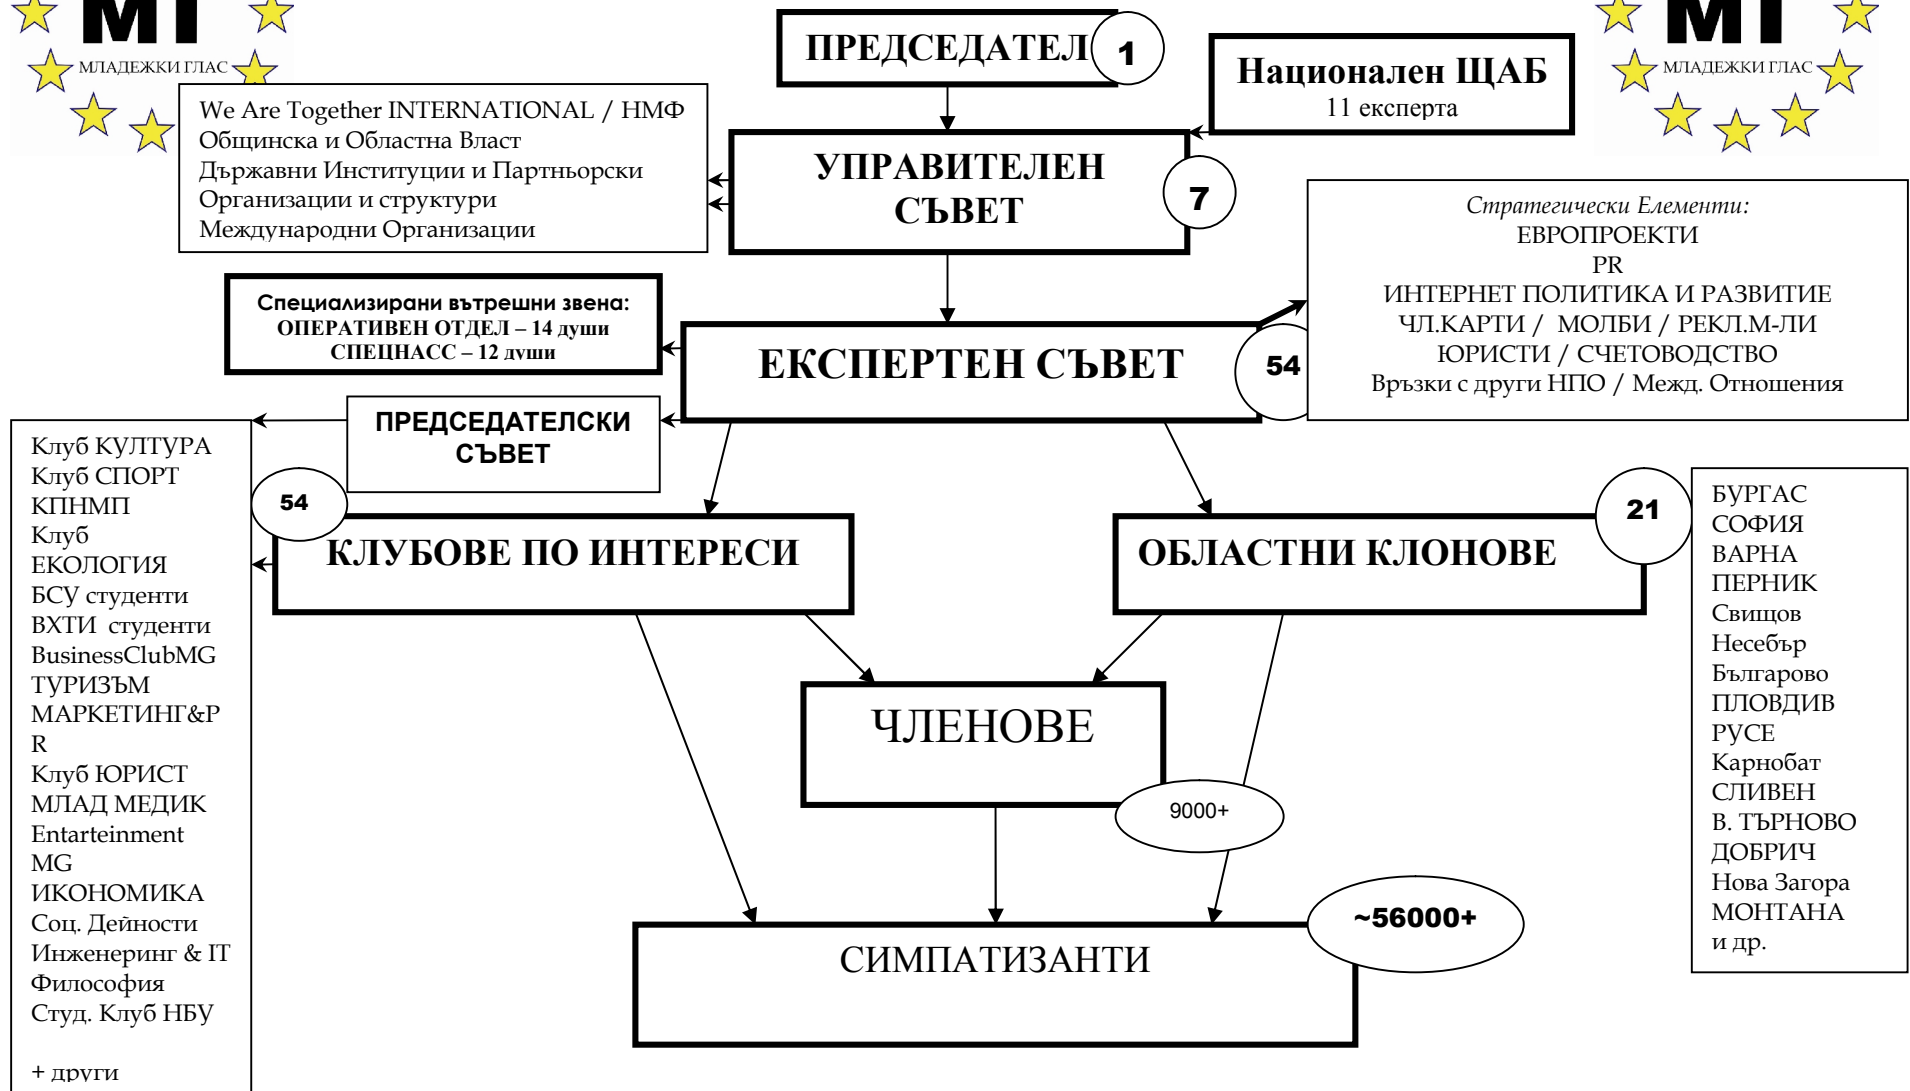 МГ
МЛАДЕЖКИ ГЛАС
ПРЕДСЕДАТЕЛ
1
Национален ЩАБ
11 експерта
МГ
МЛАДЕЖКИ ГЛАС
We Are Together INTERNATIONAL / НМФ
Общинска и Областна Власт
Държавни Институции и Партньорски
Организации и структури
Международни Организации
УПРАВИТЕЛЕН
СЪВЕТ
7
Стратегически Елементи:
ЕВРОПРОЕКТИ
PR
ИНТЕРНЕТ ПОЛИТИКА И РАЗВИТИЕ
ЧЛ.КАРТИ / МОЛБИ / РЕКЛ.М-ЛИ
ЮРИСТИ / СЧЕТОВОДСТВО
Връзки с други НПО / Межд. Отношения
Специализирани вътрешни звена:
ОПЕРАТИВЕН ОТДЕЛ – 14 души
СПЕЦНАСС – 12 души
ЕКСПЕРТЕН СЪВЕТ
54
ПРЕДСЕДАТЕЛСКИ
СЪВЕТ
Клуб КУЛТУРА
Клуб СПОРТ
КПНМП
Клуб
ЕКОЛОГИЯ
БСУ студенти
ВХТИ студенти
BusinessClubMG
ТУРИЗЪМ
МАРКЕТИНГ&P
R
Клуб ЮРИСТ
МЛАД МЕДИК
Entarteinment
MG
ИКОНОМИКА
Соц. Дейности
Инженеринг & IT
Философия
Студ. Клуб НБУ
+ други
54
КЛУБОВЕ ПО ИНТЕРЕСИ
ОБЛАСТНИ КЛОНОВЕ
21
БУРГАС
СОФИЯ
ВАРНА
ПЕРНИК
Свищов
Несебър
Българово
ПЛОВДИВ
РУСЕ
Карнобат
СЛИВЕН
В. ТЪРНОВО
ДОБРИЧ
Нова Загора
МОНТАНА
и др.
ЧЛЕНОВЕ
9000+
СИМПАТИЗАНТИ
~56000+